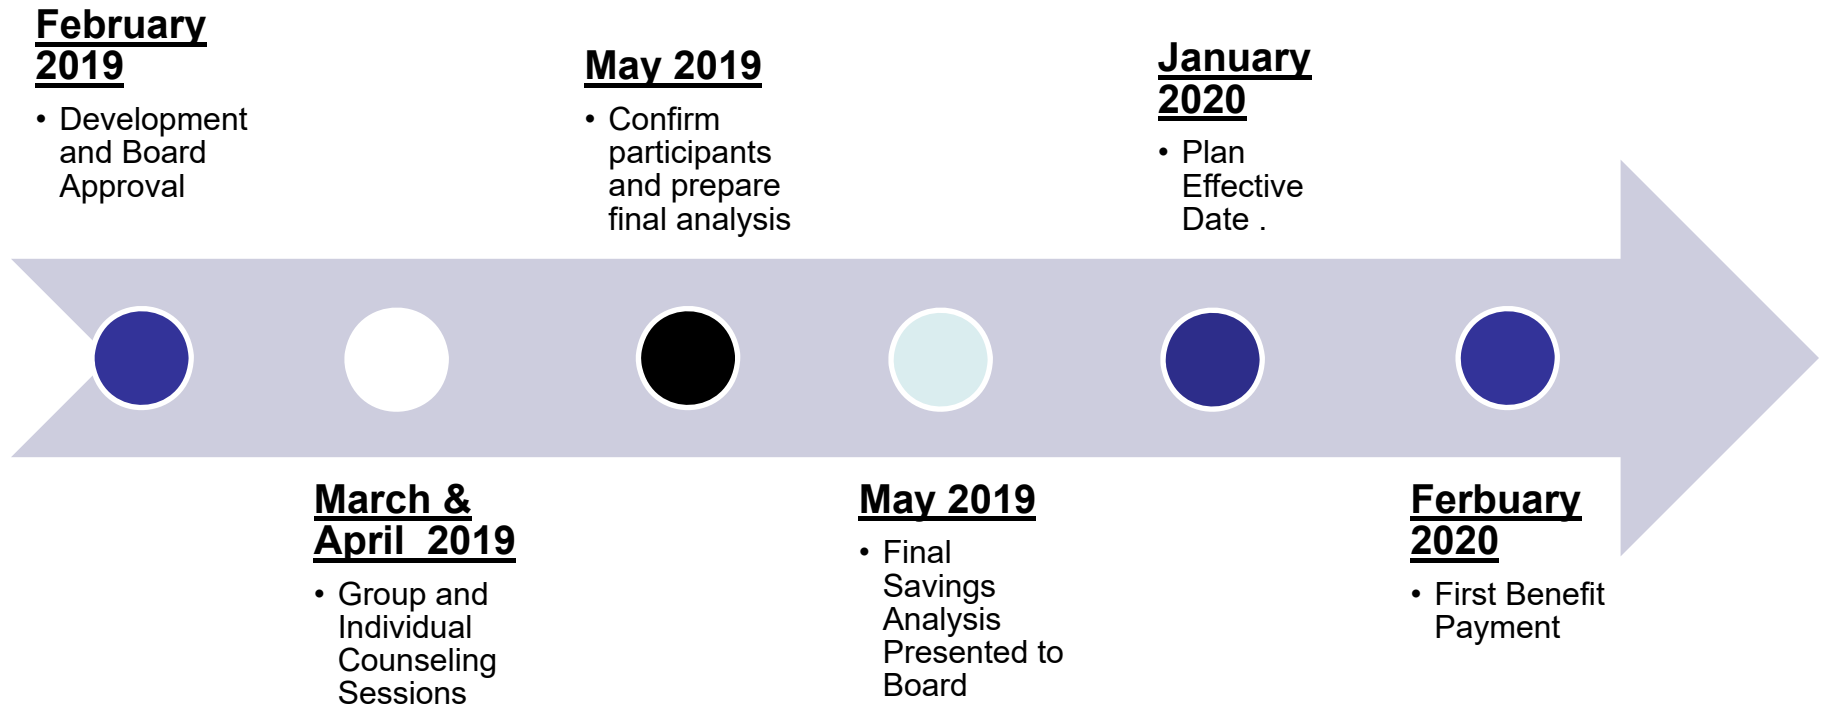 February
2019
• Development
and Board
Approval
March &
April  2019
• Group and
Individual
Counseling
Sessions
May 2019
• Confirm
participants
and prepare
final analysis
May 2019
• Final
Savings
Analysis
Presented to
Board
January
2020
• Plan
Effective
Date .
Ferbuary
2020
• First Benefit
Payment